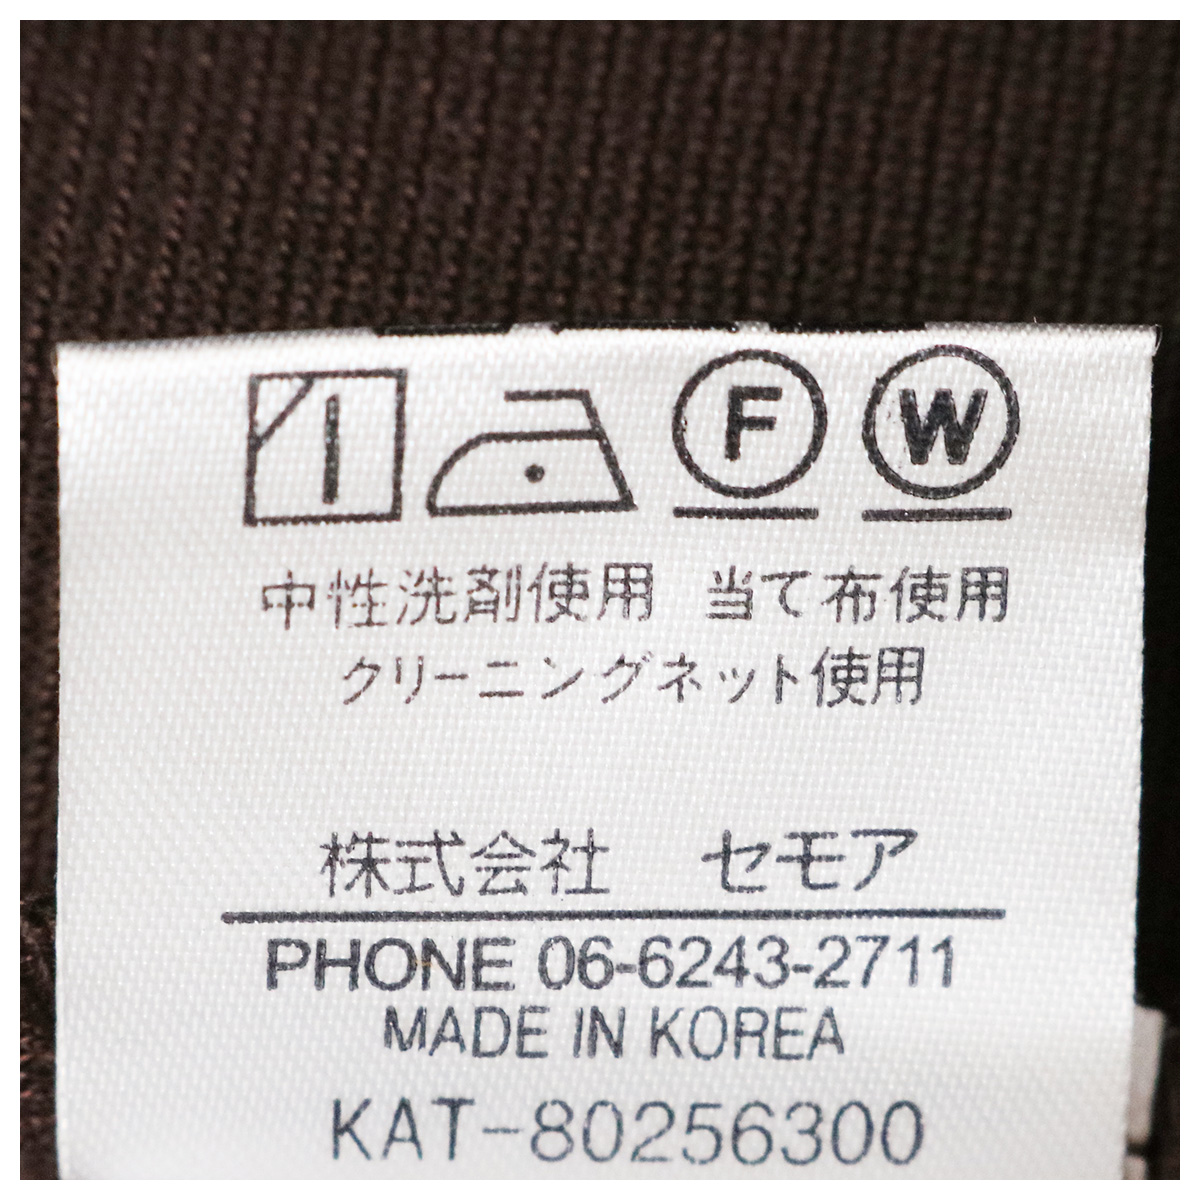 F W
中性洗剤使用 当て布使用
クリーニングネット使用
株式会社 セモア
PHONE 06-6243-2711
MADE IN KOREA
KAT-80256300